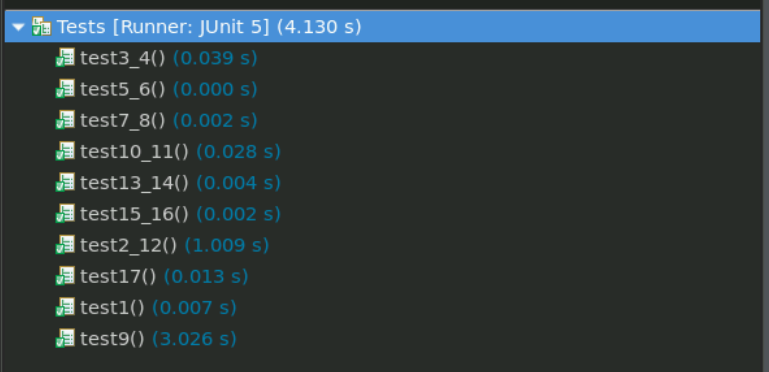 Tests [Runner: JUnit 5] (4.130 s)
test3_4() (0.039 s)
test5_6() (0.000 s)
test7_8() (0.002 s)
test10_11() (0.028 s)
test13_14() (0.004 s)
test15_16() (0.002 s)
test2_12() (1.009 s)
test17() (0.013 s)
test1() (0.007 s)
test9() (3.026 s)